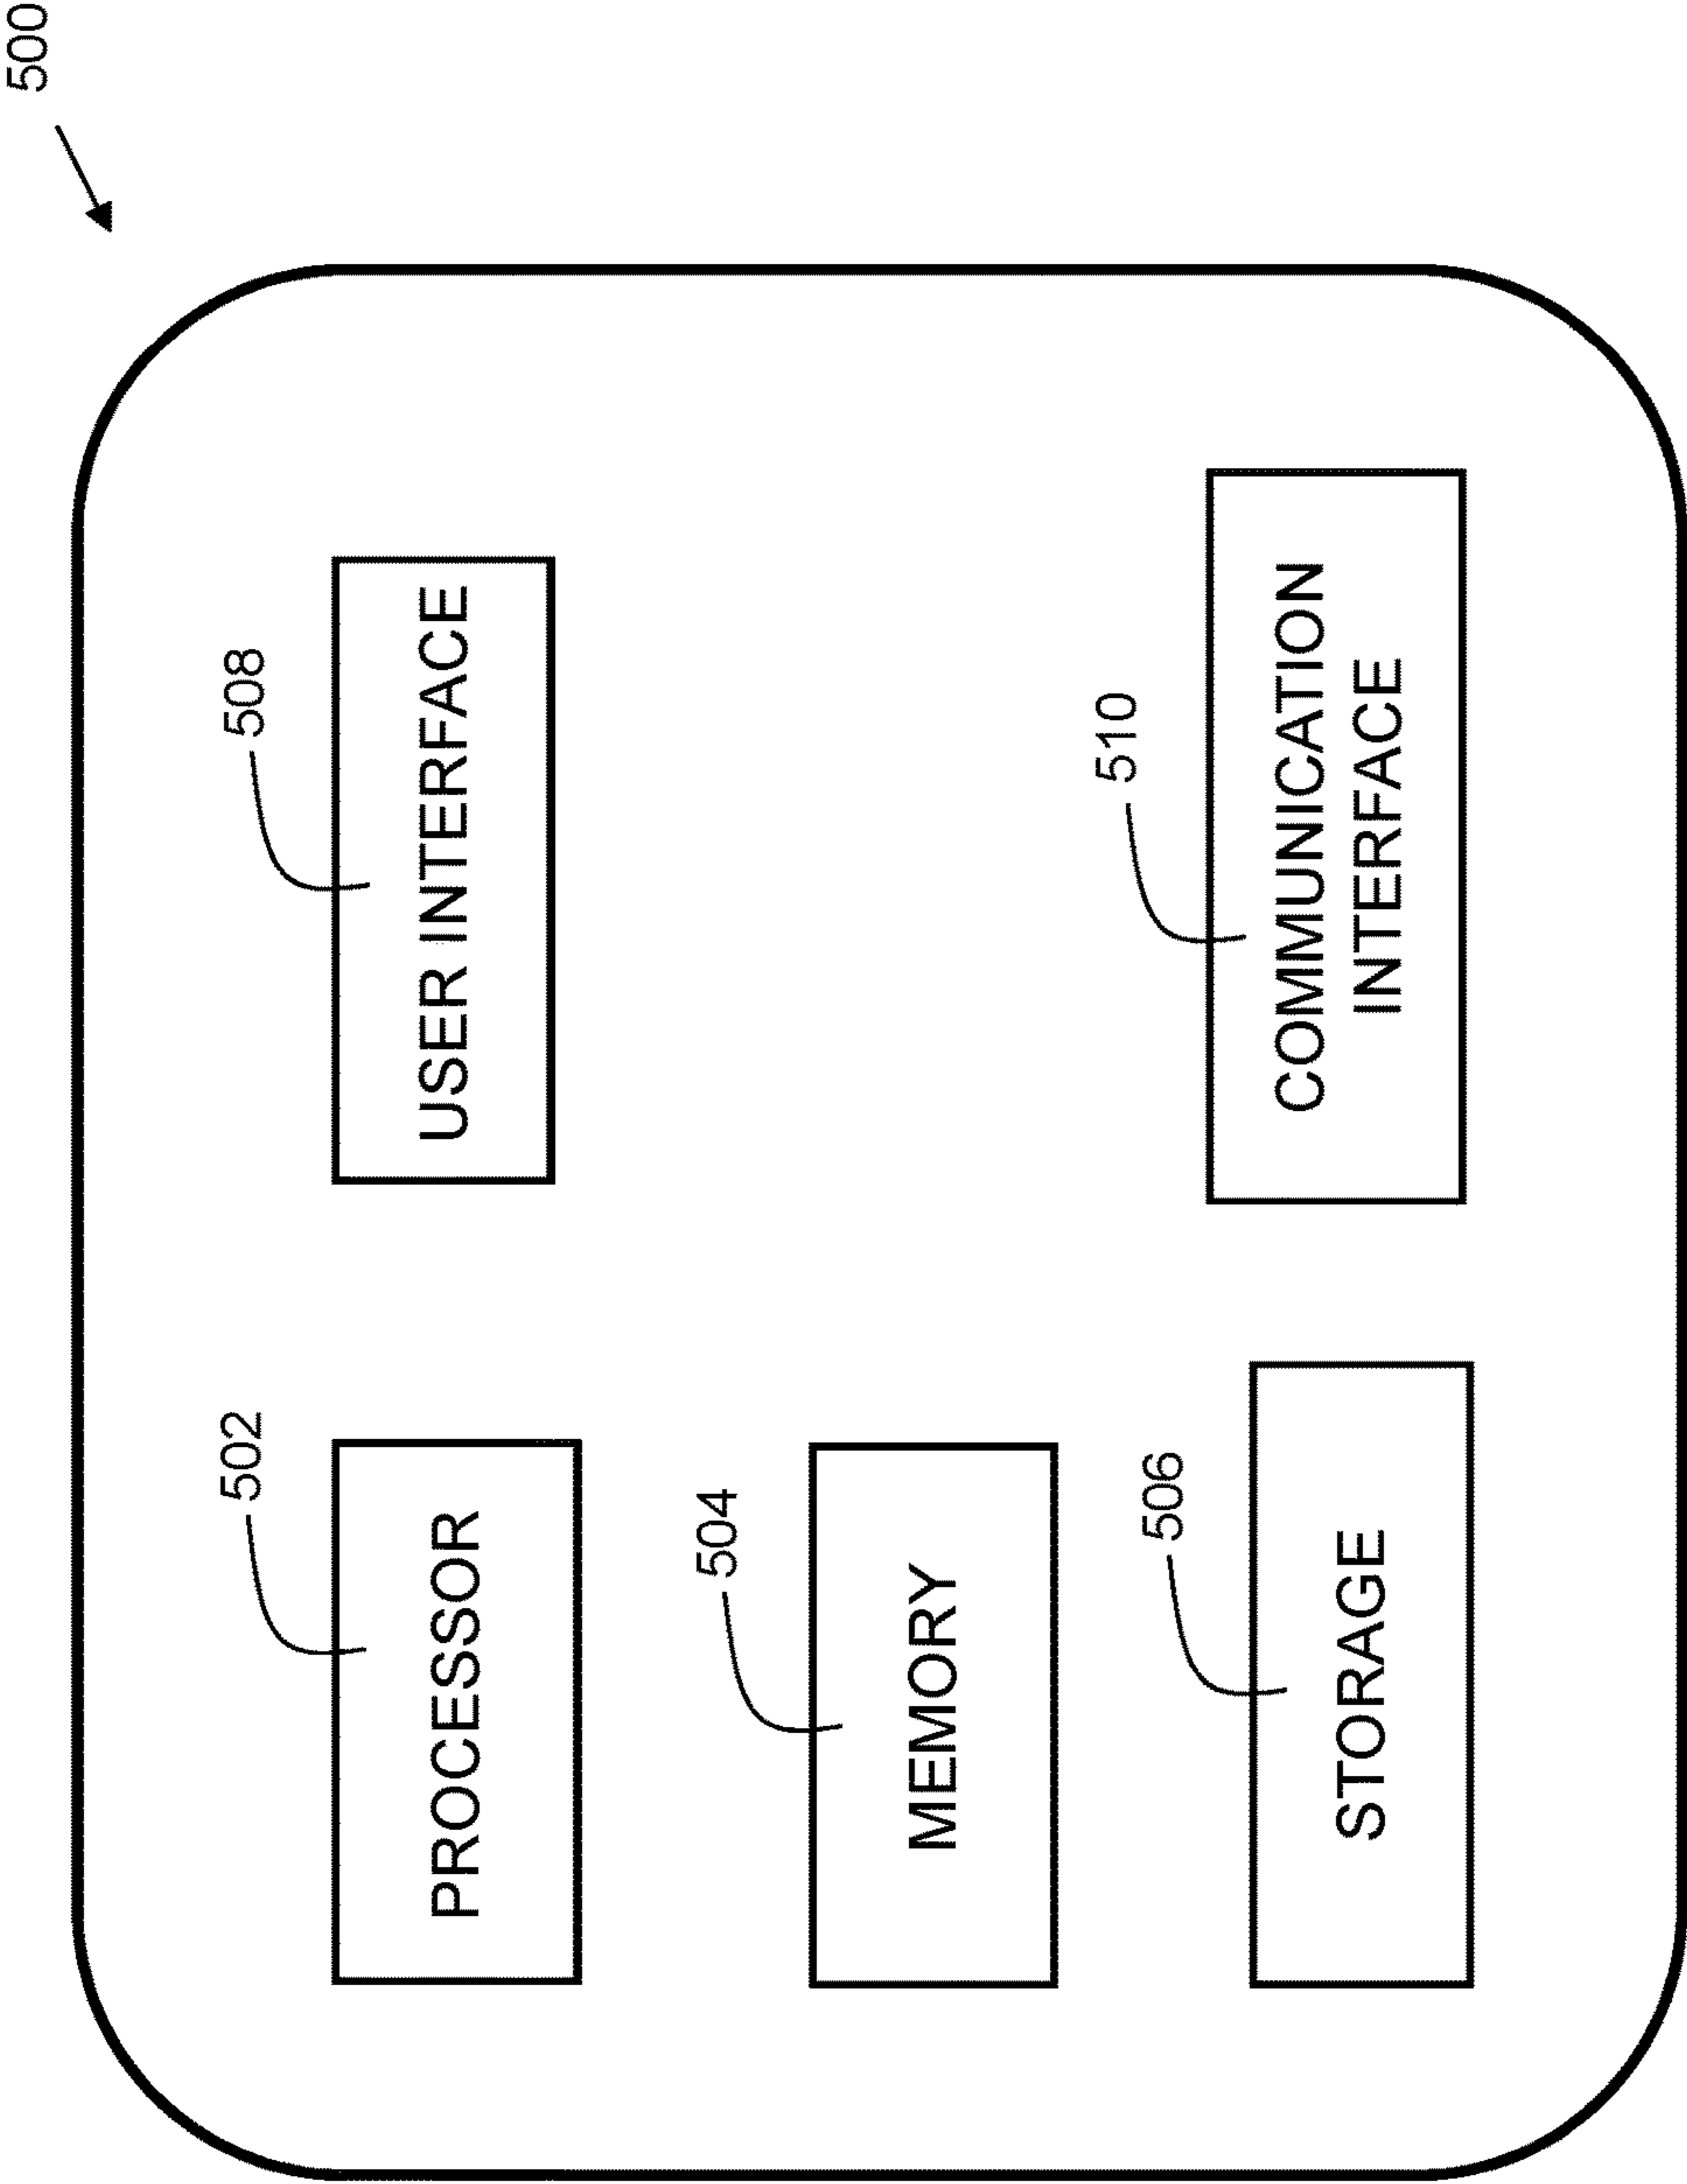 500
502
PROCESSOR
508
USER INTERFACE
504
MEMORY
506
STORAGE
510
COMMUNICATION
INTERFACE